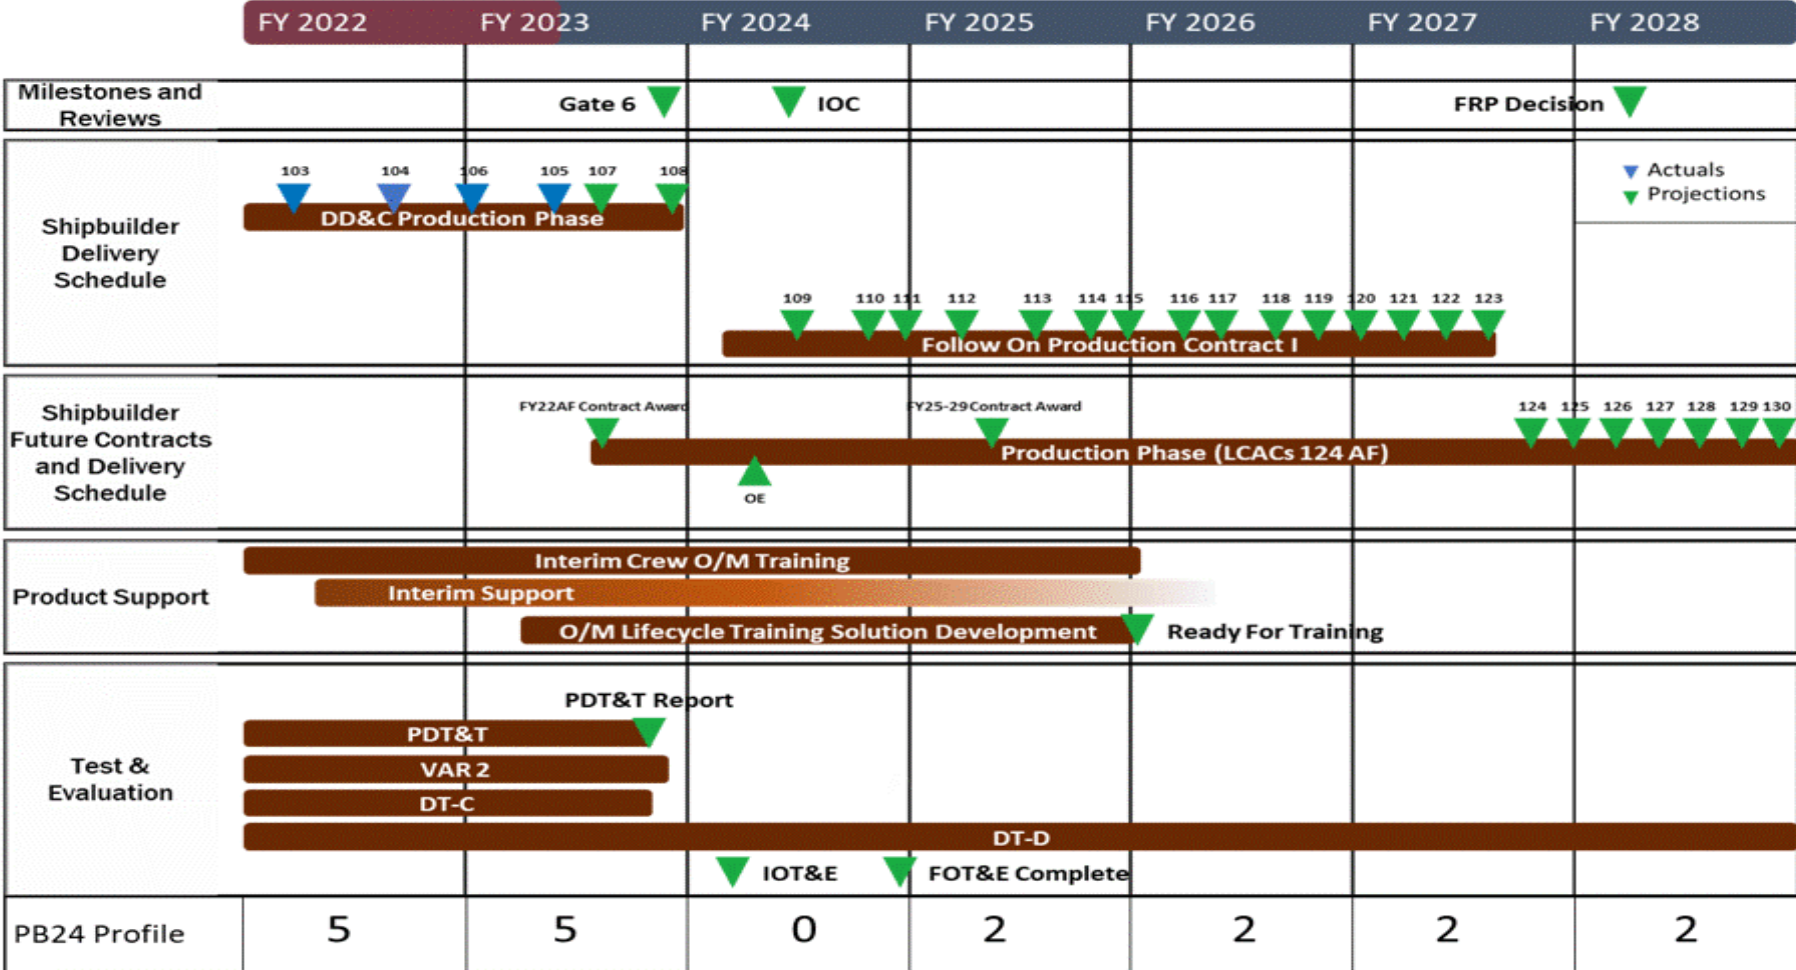 FY 2022 FY 2023 FY 2024 FY 2025 FY 2026 FY 2027 FY 2028
Milestones and
Reviews
Gate 6 IOC FRP Decision
Actuals
Projections
103 104 106 105 107 108
DD&C Production Phase
Shipbuilder
Delivery
Schedule
109 110 111 112 113 114 115 116 117 118 119 120 121 122 123
Follow On Production Contract I
Shipbuilder
Future Contracts
and Delivery
Schedule
FY22AF Contract Award FY25-29 Contract Award 124 125 126 127 128 129 130
Production Phase (LCACs 124 AF)
OE
Product Support
Interim Crew O/M Training
Interim Support
O/M Lifecycle Training Solution Development Ready For Training
Test &
Evaluation
PDT&T Report
PDT&T
VAR 2
DT-C
DT-D
IOT&E FOT&E Complete
PB24 Profile 5 5 0 2 2 2 2